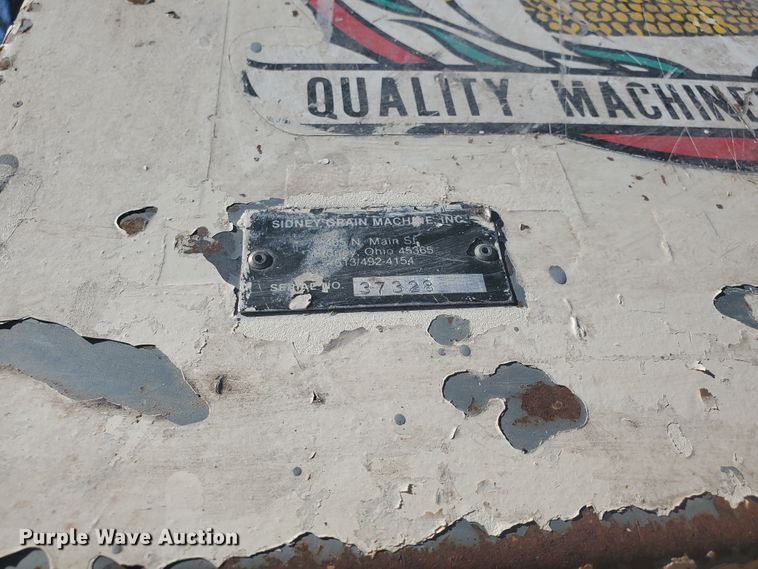 QUALITY MACHINE
SIDNEY GRAIN MACHINE, INC.
N. Main St.
Ohio 45365
513/492-4154
SERIAL NO. 37328
Purple Wave Auction